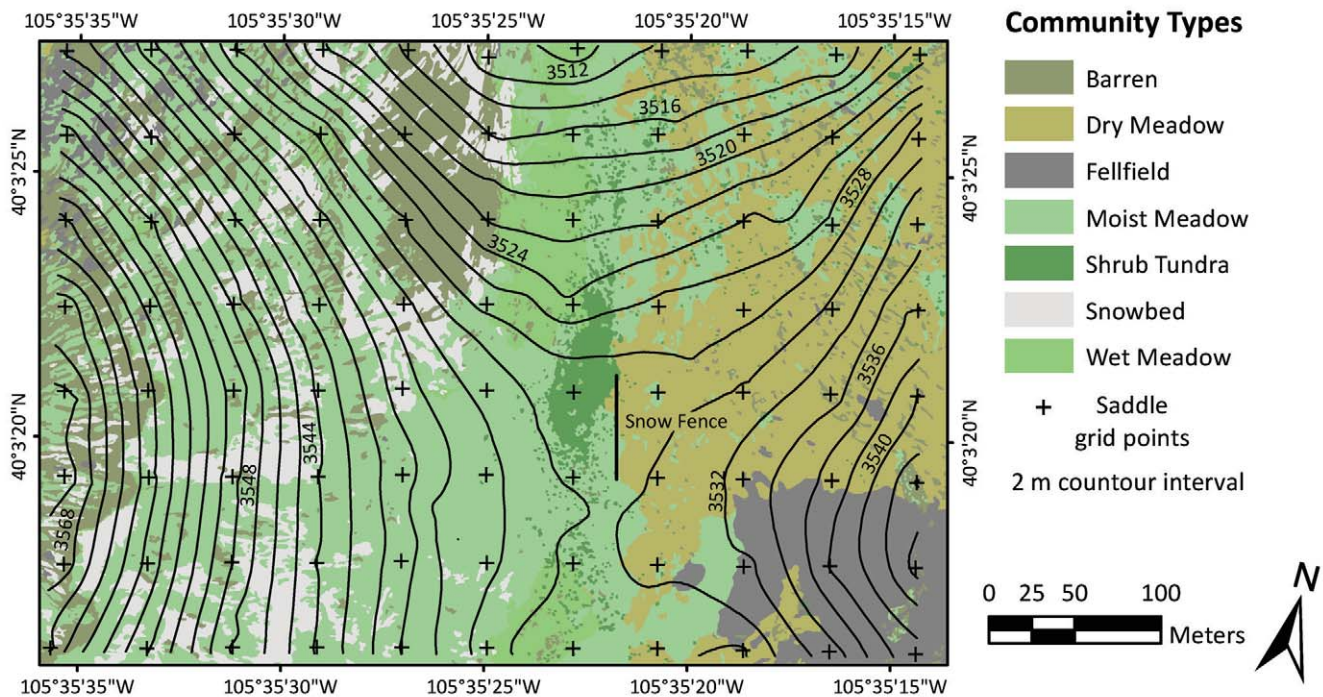 105°35'35"W 105°35'30"W 105°35'25"W 105°35'20"W 105°35'15"W
40°3'25"N
40°3'20"N
3512
3516
3520
3524
3528
3532
3536
3540
3544
3548
3568
Snow Fence
40°3'25"N
40°3'20"N
105°35'35"W 105°35'30"W 105°35'25"W 105°35'20"W 105°35'14"W
Community Types
Barren
Dry Meadow
Fellfield
Moist Meadow
Shrub Tundra
Snowbed
Wet Meadow
Saddle
grid points
2 m countour interval
0 25 50 100
Meters
N